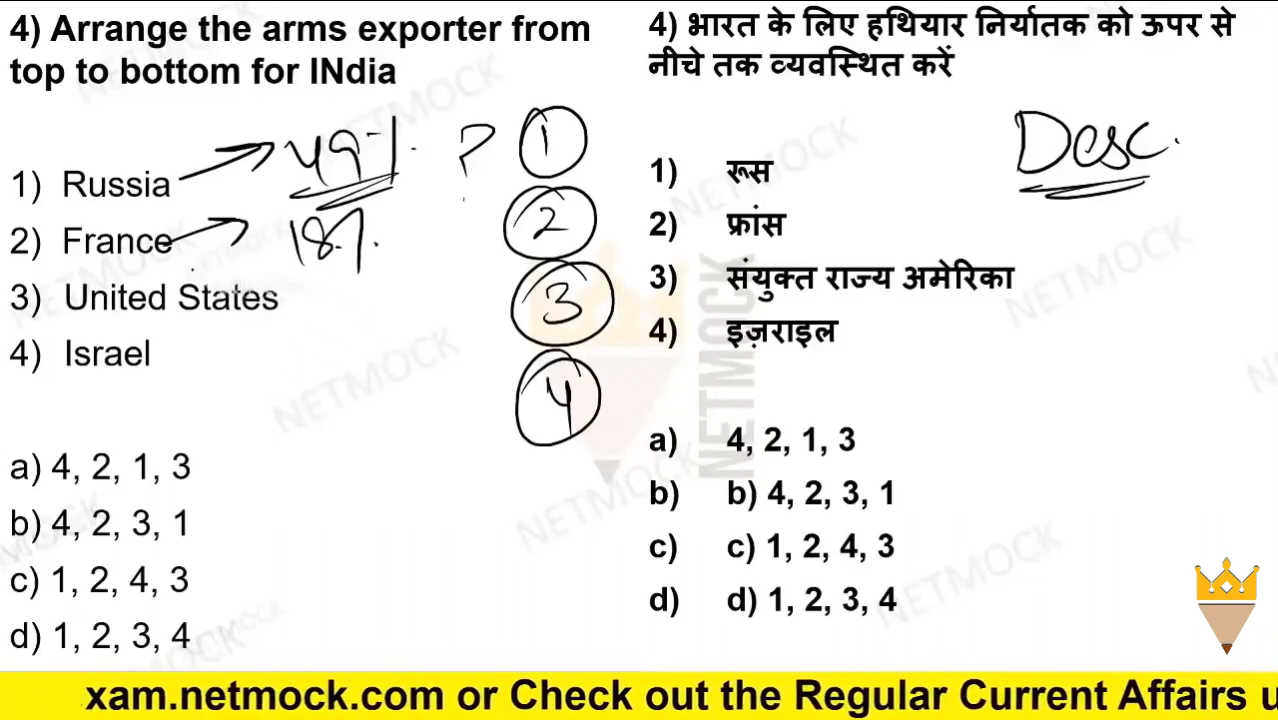 4) Arrange the arms exporter from
top to bottom for INdia
1) Russia
49%. ?
2) France
18%.
3) United States
4) Israel
1
2
3
4
a) 4, 2, 1, 3
b) 4, 2, 3, 1
c) 1, 2, 4, 3
d) 1, 2, 3, 4
4) भारत के लिए हथियार निर्यातक को ऊपर से
नीचे तक व्यवस्थित करें
Desc.
1) रूस
2) फ्रांस
3) संयुक्त राज्य अमेरिका
4) इज़राइल
a) 4, 2, 1, 3
b) b) 4, 2, 3, 1
c) c) 1, 2, 4, 3
d) d) 1, 2, 3, 4
NETMOCK
xam.netmock.com or Check out the Regular Current Affairs u